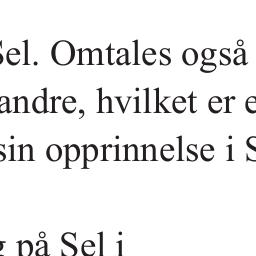 Sel. Omtales også
andre, hvilket er
sin opprinnelse i S
på Sel i